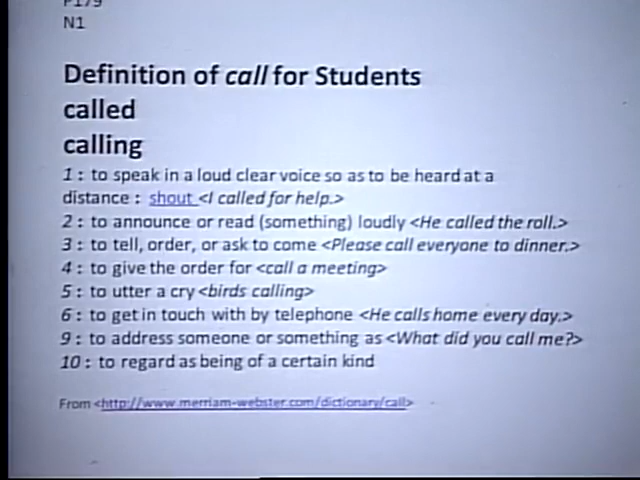 P179
N1
Definition of call for Students
called
calling
1 : to speak in a loud clear voice so as to be heard at a
distance : shout <I called for help.>
2 : to announce or read (something) loudly <He called the roll.>
3 : to tell, order, or ask to come <Please call everyone to dinner.>
4 : to give the order for <call a meeting>
5 : to utter a cry <birds calling>
6 : to get in touch with by telephone <He calls home every day.>
9 : to address someone or something as <What did you call me?>
10 : to regard as being of a certain kind
From <http://www.merriam-webster.com/dictionary/call>